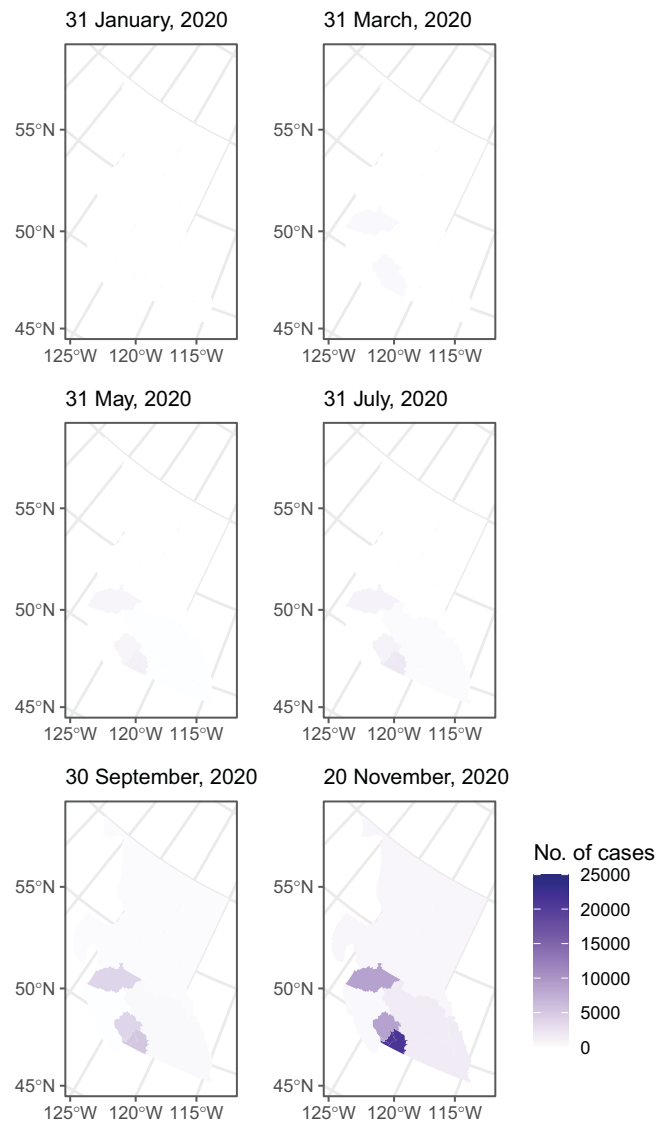 31 January, 2020
31 March, 2020
55°N
50°N
45°N
125°W 120°W 115°W
55°N
50°N
45°N
125°W 120°W 115°W
31 May, 2020
31 July, 2020
55°N
50°N
45°N
125°W 120°W 115°W
55°N
50°N
45°N
125°W 120°W 115°W
30 September, 2020
20 November, 2020
55°N
50°N
45°N
125°W 120°W 115°W
55°N
50°N
45°N
125°W 120°W 115°W
No. of cases
25000
20000
15000
10000
5000
0